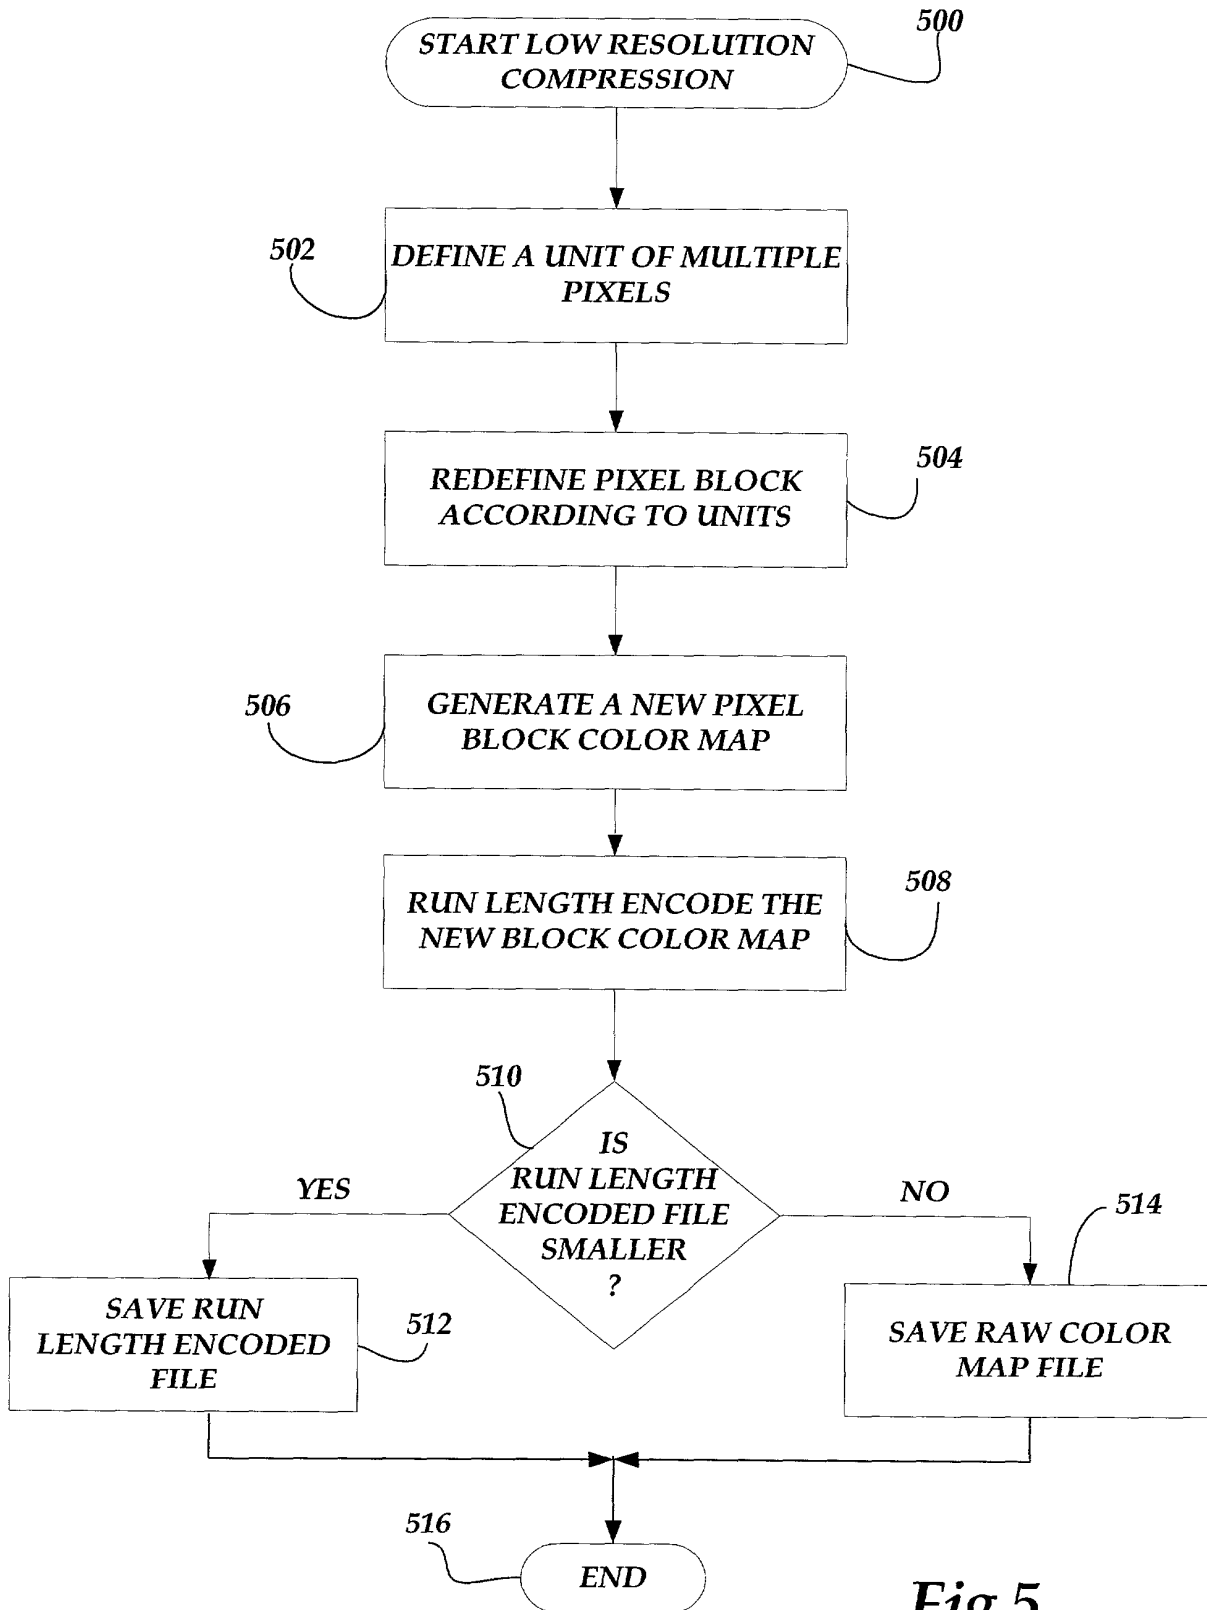 500
START LOW RESOLUTION
COMPRESSION
502
DEFINE A UNIT OF MULTIPLE
PIXELS
504
REDEFINE PIXEL BLOCK
ACCORDING TO UNITS
506
GENERATE A NEW PIXEL
BLOCK COLOR MAP
508
RUN LENGTH ENCODE THE
NEW BLOCK COLOR MAP
510
IS
RUN LENGTH
ENCODED FILE
SMALLER
?
YES
NO
514
SAVE RUN
LENGTH ENCODED
FILE
512
SAVE RAW COLOR
MAP FILE
516
END
Fig.5